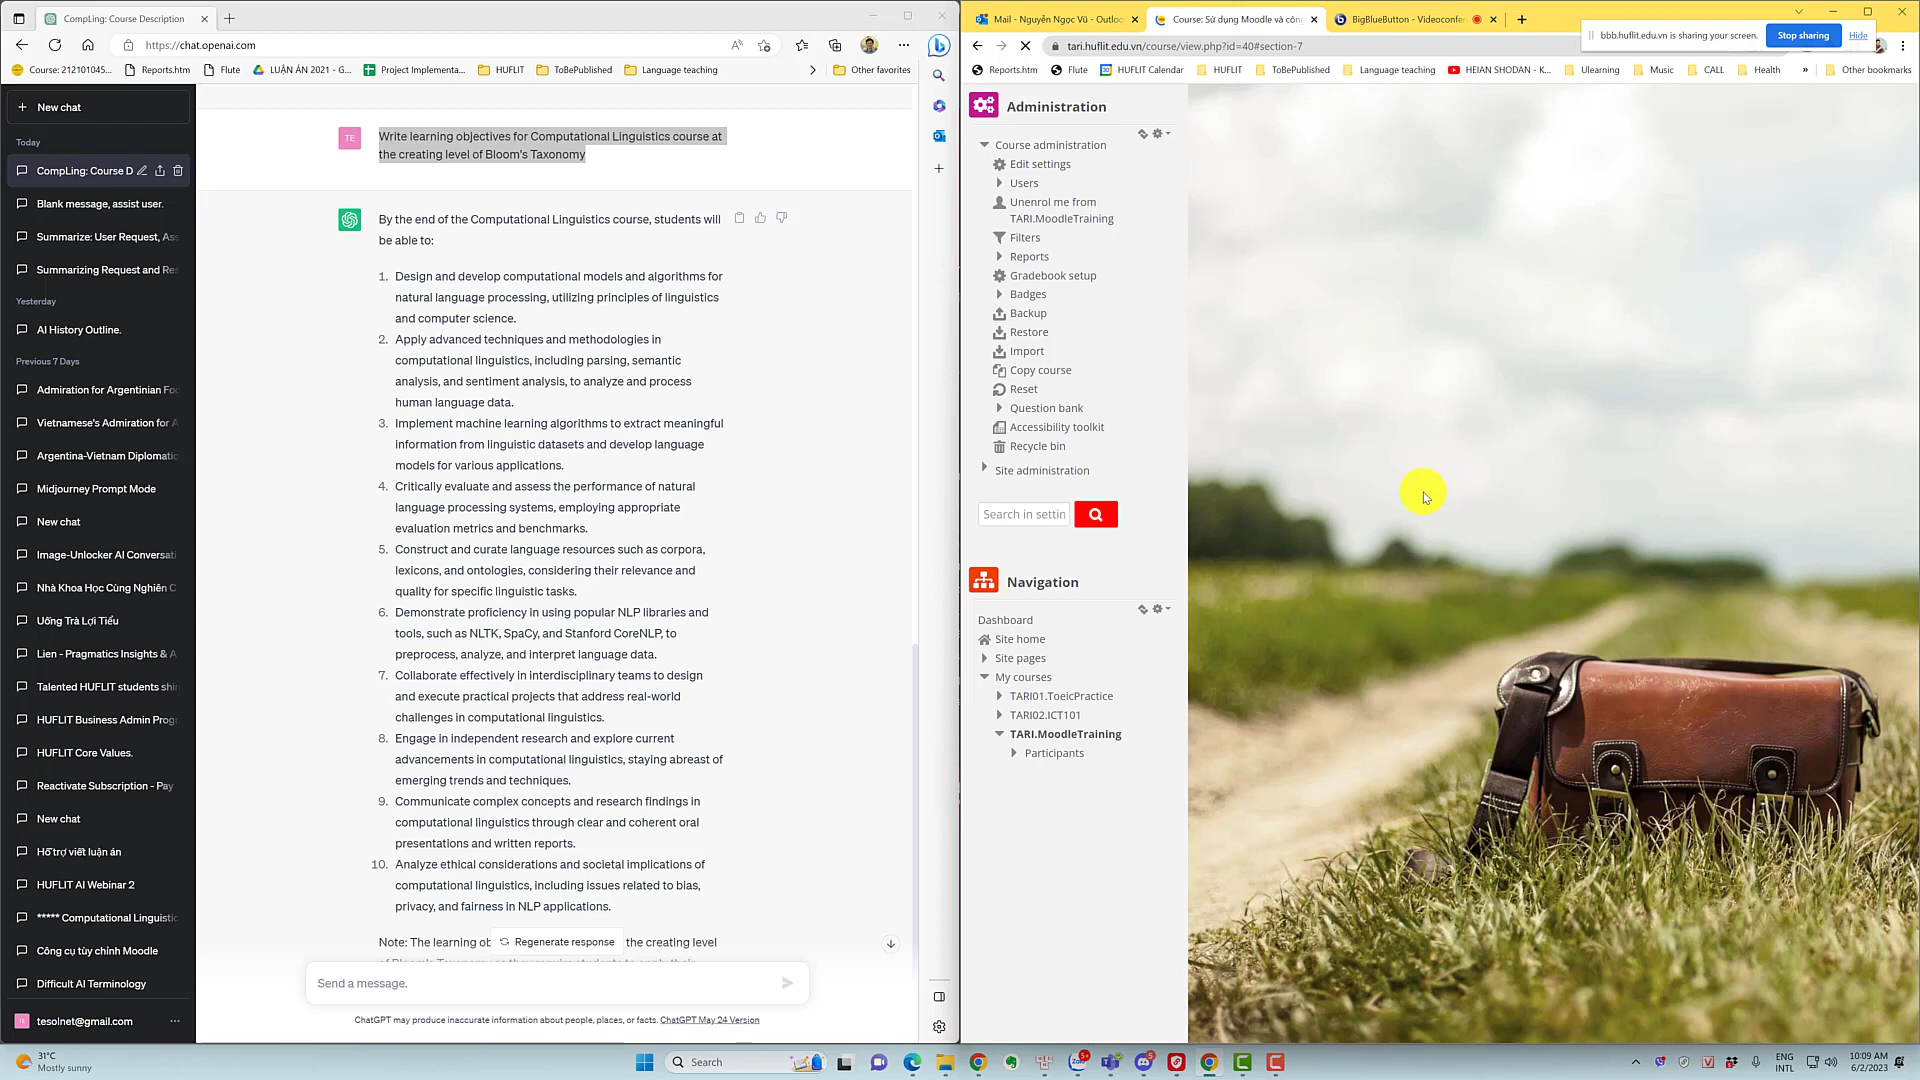 CompLing: Course Description
https://chat.openai.com
Course: 212101045...
Reports.htm
Flute
LUẬN ÁN 2021 - G...
Project Implementa...
HUFLIT
ToBePublished
Language teaching
Other favorites
New chat
Today
CompLing: Course D
Blank message, assist user.
Summarize: User Request, Ass
Summarizing Request and Res
Yesterday
AI History Outline.
Previous 7 Days
Admiration for Argentinian Foo
Vietnamese's Admiration for A
Argentina-Vietnam Diplomatic
Midjourney Prompt Mode
New chat
Image-Unlocker AI Conversati
Nhà Khoa Học Cùng Nghiên C
Uống Trà Lợi Tiểu
Lien - Pragmatics Insights & A
Talented HUFLIT students shin
HUFLIT Business Admin Progr
HUFLIT Core Values.
Reactivate Subscription - Pay
New chat
Hỗ trợ viết luận án
HUFLIT AI Webinar 2
***** Computational Linguistic
Công cụ tùy chỉnh Moodle
Difficult AI Terminology
TE tesolnet@gmail.com
TE
Write learning objectives for Computational Linguistics course at
the creating level of Bloom's Taxonomy
By the end of the Computational Linguistics course, students will
be able to:
1. Design and develop computational models and algorithms for
natural language processing, utilizing principles of linguistics
and computer science.
2. Apply advanced techniques and methodologies in
computational linguistics, including parsing, semantic
analysis, and sentiment analysis, to analyze and process
human language data.
3. Implement machine learning algorithms to extract meaningful
information from linguistic datasets and develop language
models for various applications.
4. Critically evaluate and assess the performance of natural
language processing systems, employing appropriate
evaluation metrics and benchmarks.
5. Construct and curate language resources such as corpora,
lexicons, and ontologies, considering their relevance and
quality for specific linguistic tasks.
6. Demonstrate proficiency in using popular NLP libraries and
tools, such as NLTK, SpaCy, and Stanford CoreNLP, to
preprocess, analyze, and interpret language data.
7. Collaborate effectively in interdisciplinary teams to design
and execute practical projects that address real-world
challenges in computational linguistics.
8. Engage in independent research and explore current
advancements in computational linguistics, staying abreast of
emerging trends and techniques.
9. Communicate complex concepts and research findings in
computational linguistics through clear and coherent oral
presentations and written reports.
10. Analyze ethical considerations and societal implications of
computational linguistics, including issues related to bias,
privacy, and fairness in NLP applications.
Note: The learning ob
Regenerate response
the creating level
Send a message.
ChatGPT may produce inaccurate information about people, places, or facts. ChatGPT May 24 Version
Mail - Nguyễn Ngọc Vũ - Outloo
Course: Sử dụng Moodle và côn
BigBlueButton - Videoconfer
bbb.huflit.edu.vn is sharing your screen.
Stop sharing
Hide
tari.huflit.edu.vn/course/view.php?id=40#section-7
Reports.htm
Flute
HUFLIT Calendar
HUFLIT
ToBePublished
Language teaching
HEIAN SHODAN - K...
Ulearning
Music
CALL
Health
Other bookmarks
Administration
Course administration
Edit settings
Users
Unenrol me from
TARI.MoodleTraining
Filters
Reports
Gradebook setup
Badges
Backup
Restore
Import
Copy course
Reset
Question bank
Accessibility toolkit
Recycle bin
Site administration
Search in settin
Navigation
Dashboard
Site home
Site pages
My courses
TARI01.ToeicPractice
TARI02.ICT101
TARI.MoodleTraining
Participants
31°C
Mostly sunny
Search
ENG
INTL
10:09 AM
6/2/2023